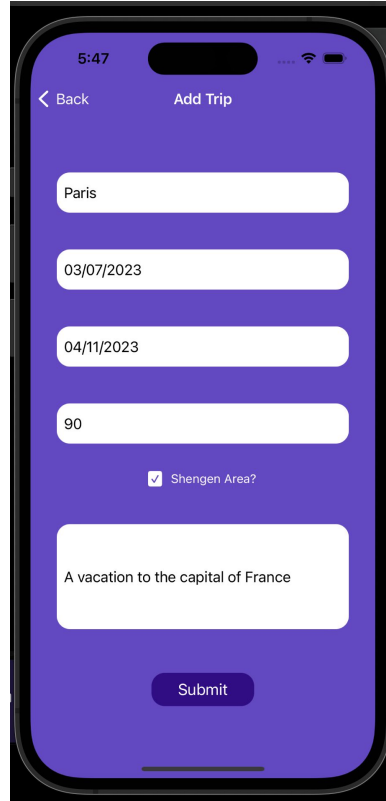 5:47
Back
Add Trip
Paris
03/07/2023
04/11/2023
90
Shengen Area?
A vacation to the capital of France
Submit